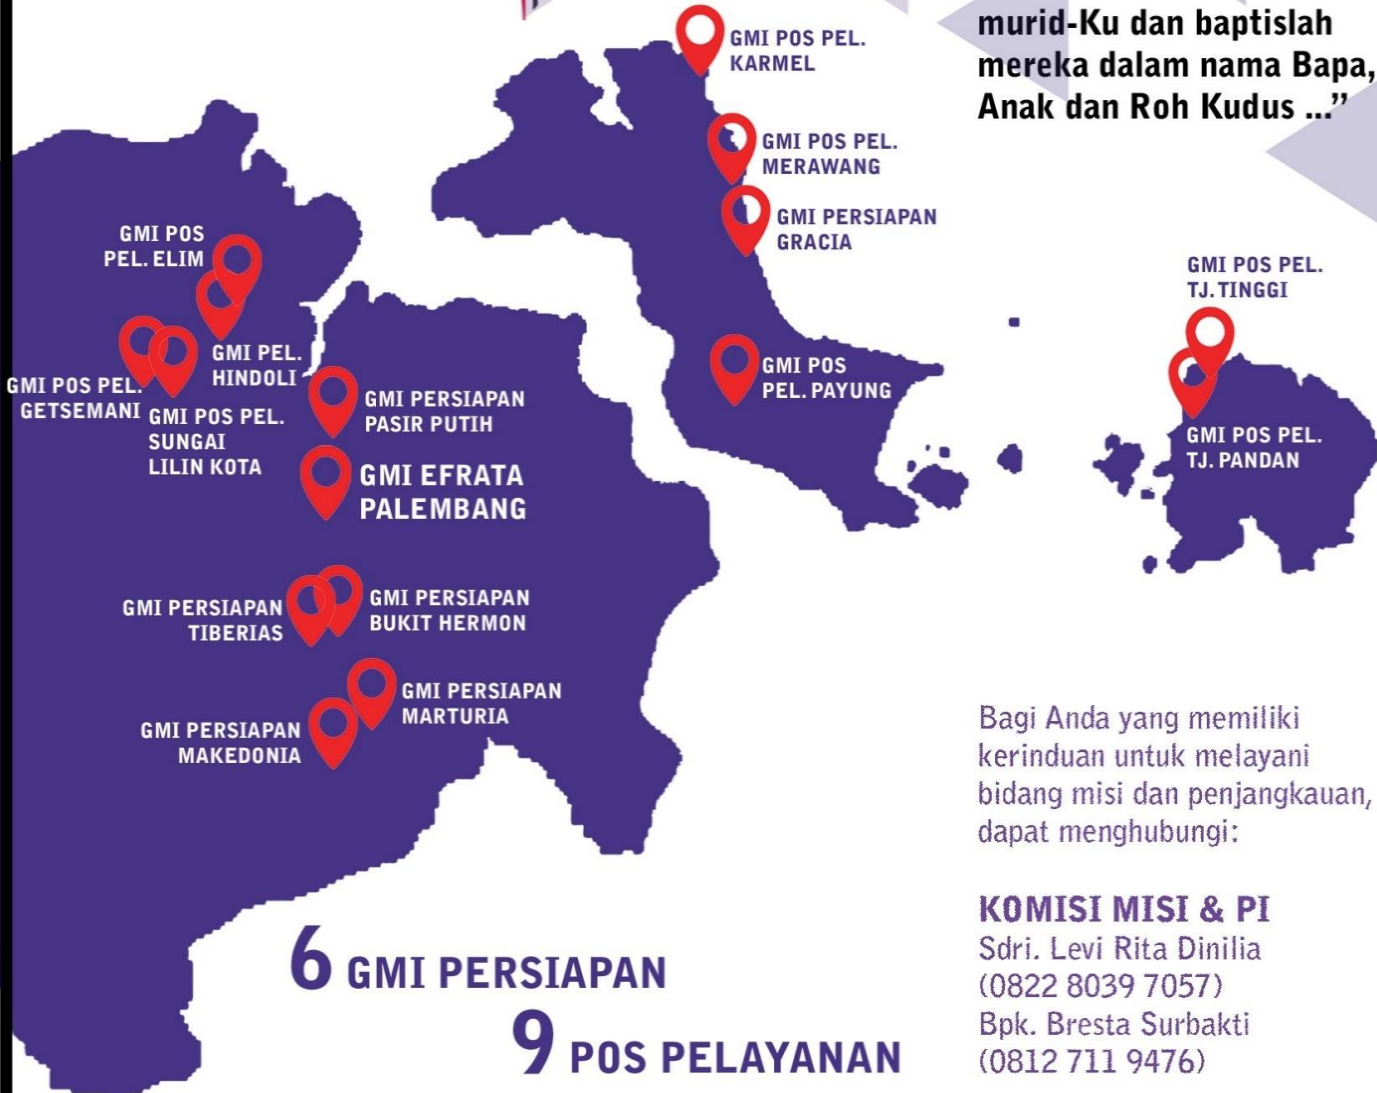 murid-Ku dan baptislah
mereka dalam nama Bapa,
Anak dan Roh Kudus ...”
GMI POS PEL.
KARMEL
GMI POS PEL.
MERAWANG
GMI PERSIAPAN
GRACIA
GMI POS
PEL. PAYUNG
GMI POS PEL.
TJ. TINGGI
GMI POS PEL.
TJ. PANDAN
GMI POS
PEL. ELIM
GMI PEL.
HINDOLI
GMI POS PEL.
GETSEMANI
GMI POS PEL.
SUNGAI
LILIN KOTA
GMI PERSIAPAN
PASIR PUTIH
GMI EFRATA
PALEMBANG
GMI PERSIAPAN
TIBERIAS
GMI PERSIAPAN
BUKIT HERMON
GMI PERSIAPAN
MARTURIA
GMI PERSIAPAN
MAKEDONIA
6 GMI PERSIAPAN
9 POS PELAYANAN
Bagi Anda yang memiliki
kerinduan untuk melayani
bidang misi dan penjangkauan,
dapat menghubungi:
KOMISI MISI & PI
Sdri. Levi Rita Dinilia
(0822 8039 7057)
Bpk. Bresta Surbakti
(0812 711 9476)